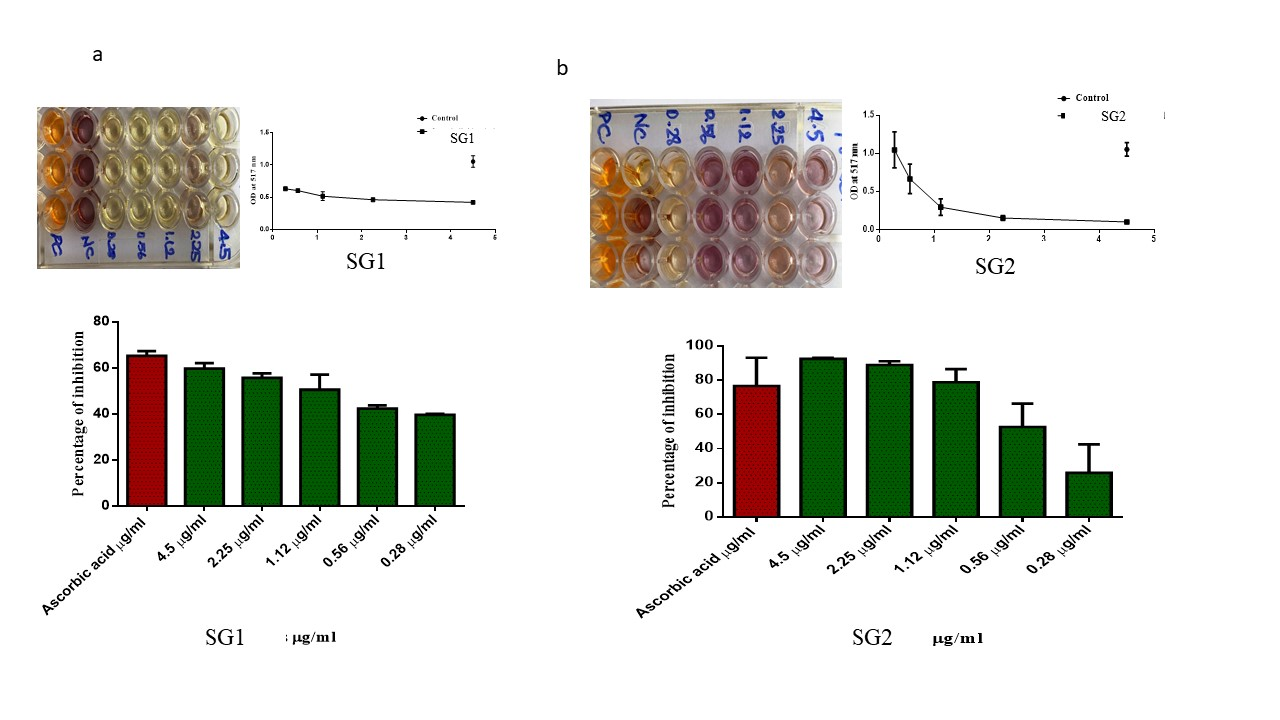 a
PC NC 0.28 0.56 1.12 2.25 4.5
Control
SG1
OD at 517 nm
1.5
1.0
0.5
0.0
0 1 2 3 4 5 6
SG1
80
60
40
20
0
Percentage of inhibition
Ascorbic acid μg/ml
4.5 μg/ml
2.25 μg/ml
1.12 μg/ml
0.56 μg/ml
0.28 μg/ml
SG1 μg/ml
b
PC NC 0.28 0.56 1.12 2.25 4.5
Control
SG2
OD at 517 nm
1.5
1.0
0.5
0.0
0 1 2 3 4 5
SG2
100
80
60
40
20
0
Percentage of inhibition
Ascorbic acid μg/ml
4.5 μg/ml
2.25 μg/ml
1.12 μg/ml
0.56 μg/ml
0.28 μg/ml
SG2 μg/ml